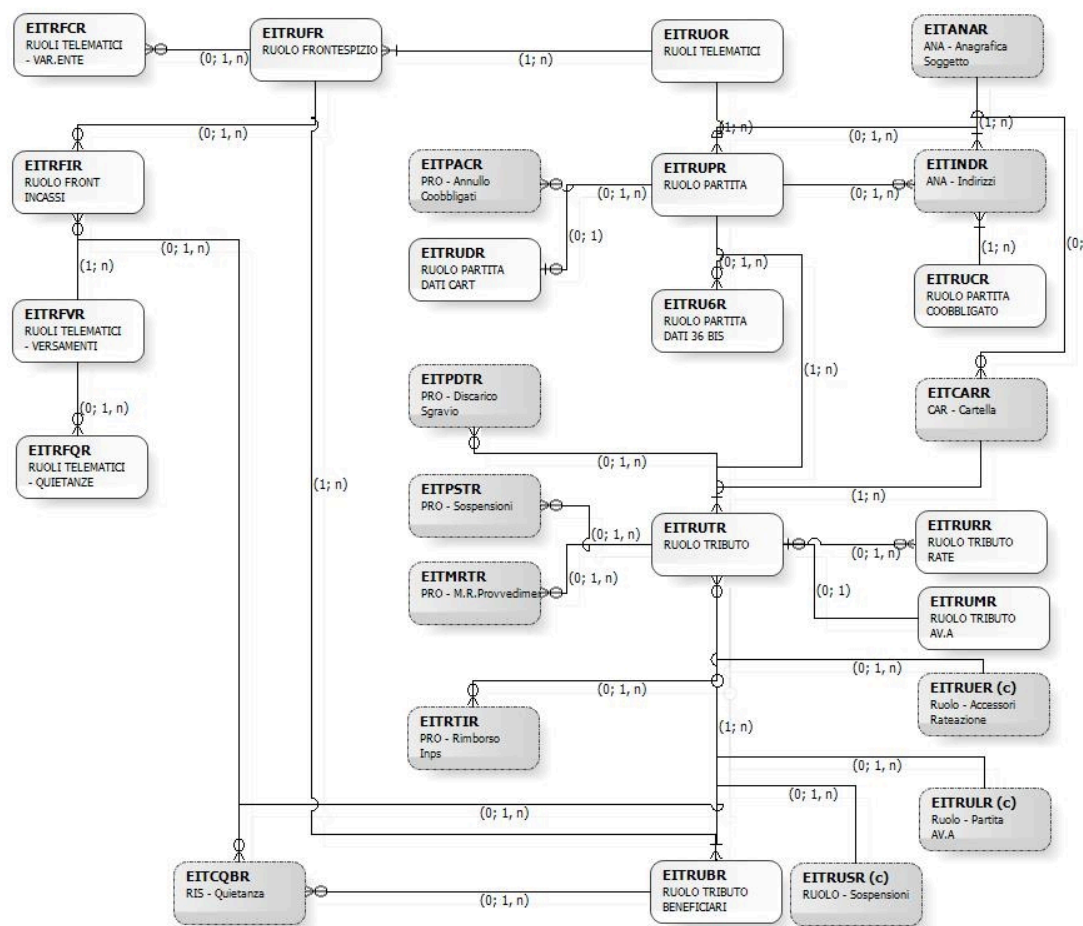 EITRFCR
RUOLI TELEMATICI
- VAR.ENTE
(0; 1, n)
EITRUFR
RUOLO FRONTESPIZIO
(1; n)
EITRUOR
RUOLI TELEMATICI
EITANAR
ANA - Anagrafica
Soggetto
(0; 1, n)
(1; n)
(0; 1, n)
(1; n)
EITRFIR
RUOLO FRONT
INCASSI
EITPACR
PRO - Annullo
Coobbligati
(0; 1, n)
EITRUPR
RUOLO PARTITA
(0; 1, n)
EITINDR
ANA - Indirizzi
(0; 1, n)
(0; 1)
(1; n)
(0;
(1; n)
EITRUDR
RUOLO PARTITA
DATI CART
(0; 1, n)
EITRUCR
RUOLO PARTITA
COOBBLIGATO
EITRFVR
RUOLI TELEMATICI
- VERSAMENTI
EITRU6R
RUOLO PARTITA
DATI 36 BIS
(1; n)
EITPDTR
PRO - Discarico
Sgravio
EITCARR
CAR - Cartella
(0; 1, n)
EITRFQR
RUOLI TELEMATICI
- QUIETANZE
(0; 1, n)
(1; n)
(1; n)
EITPSTR
PRO - Sospensioni
(0; 1, n)
EITRUTR
RUOLO TRIBUTO
(0; 1, n)
EITRURR
RUOLO TRIBUTO
RATE
EITMRTR
PRO - M.R.Provvedimen
(0; 1, n)
(0; 1)
EITRUMR
RUOLO TRIBUTO
AV.A
(0; 1, n)
(0; 1, n)
EITRUER (c)
Ruolo - Accessori
Rateazione
EITRTIR
PRO - Rimborso
Inps
(1; n)
(0; 1, n)
(0; 1, n)
EITRULR (c)
Ruolo - Partita
AV.A
(0; 1, n)
EITCQBR
RIS - Quietanza
(0; 1, n)
EITRUBR
RUOLO TRIBUTO
BENEFICIARI
EITRUSR (c)
RUOLO - Sospensioni